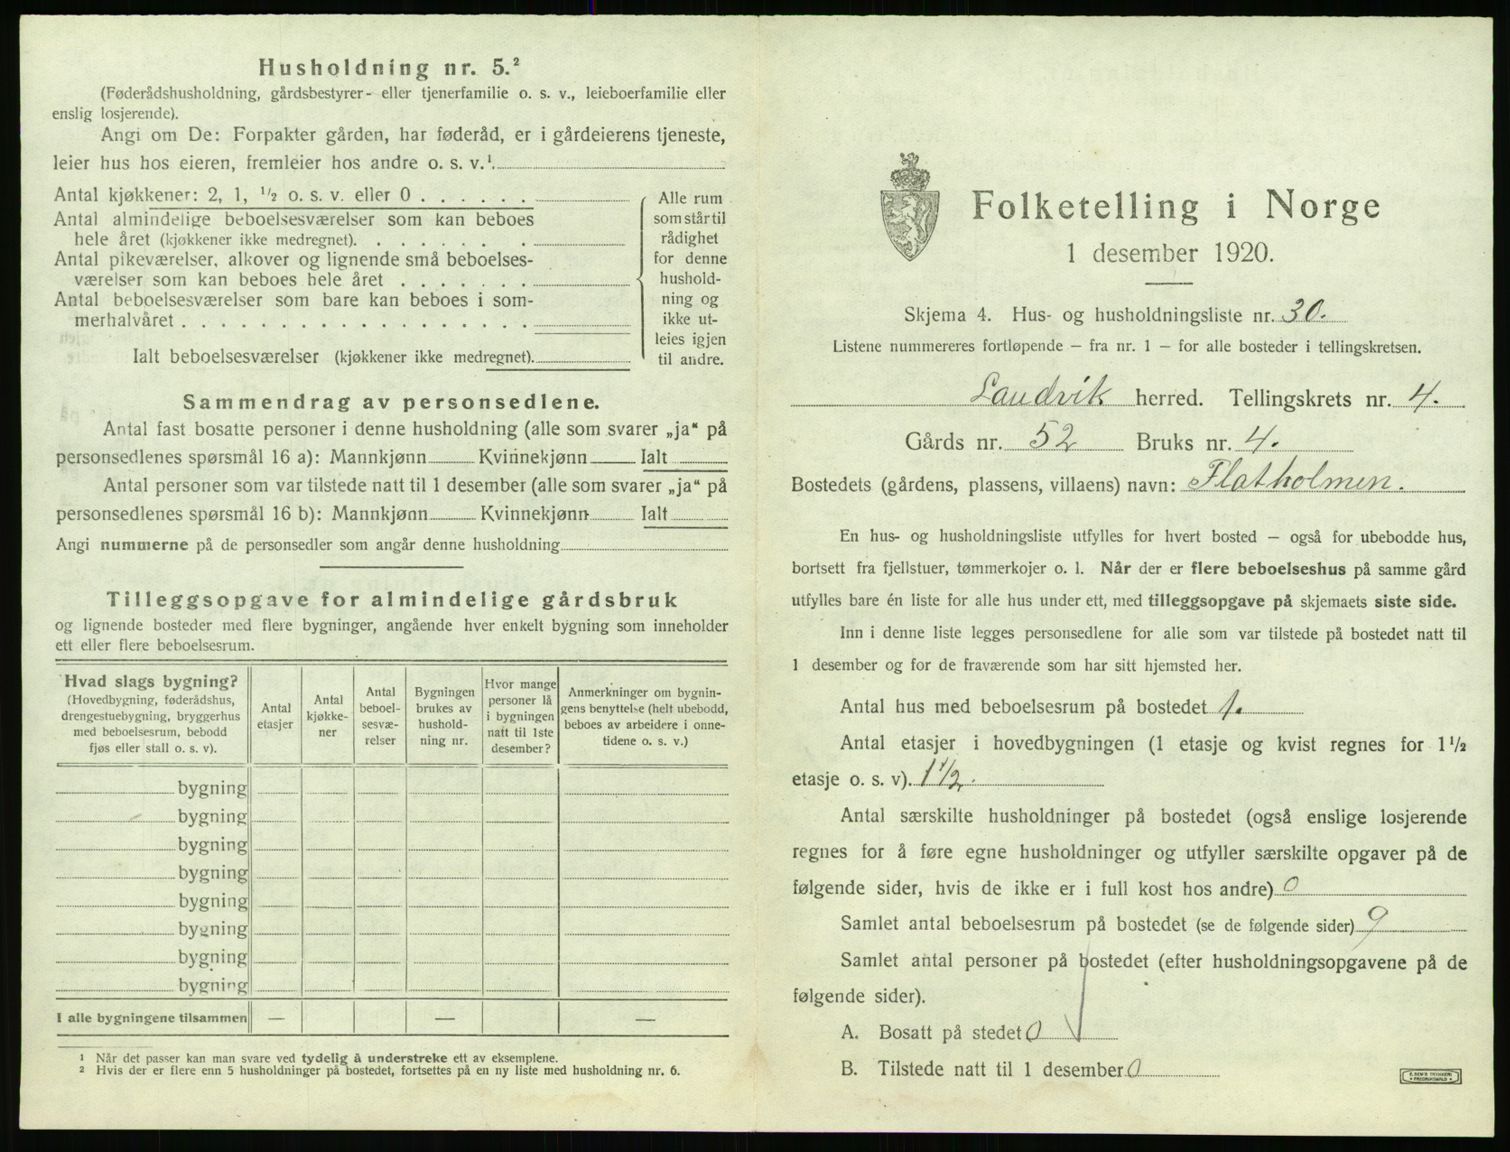 Husholdning nr. 5.²
(Føderådshusholdning, gårdsbestyrer- eller tjenerfamilie o. s. v., leieboerfamilie eller
enslig losjerende).
Angi om De: Forpakter gården, har føderåd, er i gårdeierens tjeneste,
leier hus hos eieren, fremleier hos andre o. s. v.¹
Antal kjøkkener: 2, 1, ½ o. s. v. eller 0 . . . . . .
Antal almindelige beboelsesværelser som kan beboes
hele året (kjøkkener ikke medregnet). . . . . . . .
Antal pikeværelser, alkover og lignende små beboelses-
værelser som kan beboes hele året . . . . . . .
Antal beboelsesværelser som bare kan beboes i som-
merhalvåret . . . . . . . . . . . . . . . . . .
Ialt beboelsesværelser (kjøkkener ikke medregnet).
Alle rum
som står til
rådighet
for denne
hushold-
ning og
ikke ut-
leies igjen
til andre.
Sammendrag av personsedlene.
Antal fast bosatte personer i denne husholdning (alle som svarer „ja“ på
personsedlenes spørsmål 16 a): Mannkjønn Kvinnekjønn Ialt
Antal personer som var tilstede natt til 1 desember (alle som svarer „ja“ på
personsedlenes spørsmål 16 b): Mannkjønn Kvinnekjønn Ialt
Angi nummerne på de personsedler som angår denne husholdning
Tilleggsopgave for almindelige gårdsbruk
og lignende bosteder med flere bygninger, angående hver enkelt bygning som inneholder
ett eller flere beboelsesrum.
Hvad slags bygning?
(Hovedbygning, føderådshus,
drengestuebygning, bryggerhus
med beboelsesrum, bebodd
fjøs eller stall o. s. v).
Antal
etasjer
Antal
kjøkke-
ner
Antal
beboel-
sesvæ-
relser
Bygningen
brukes av
hushold-
ning nr.
Hvor mange
personer lå
i bygningen
natt til 1ste
desember?
Anmerkninger om bygnin-
gens benyttelse (helt ubebodd,
beboes av arbeidere i onne-
tidene o. s. v.)
bygning
bygning
bygning
bygning
bygning
bygning
bygning
bygning
I alle bygningene tilsammen — — —
¹ Når det passer kan man svare ved tydelig å understreke ett av eksemplene.
² Hvis der er flere enn 5 husholdninger på bostedet, fortsettes på en ny liste med husholdning nr. 6.
Folketelling i Norge
1 desember 1920.
Skjema 4. Hus- og husholdningsliste nr. 30.
Listene nummereres fortløpende — fra nr. 1 — for alle bosteder i tellingskretsen.
Landvik herred. Tellingskrets nr. 4.
Gårds nr. 52 Bruks nr. 4.
Bostedets (gårdens, plassens, villaens) navn: Flatholmen.
En hus- og husholdningsliste utfylles for hvert bosted — også for ubebodde hus,
bortsett fra fjellstuer, tømmerkojer o. l. Når der er flere beboelseshus på samme gård
utfylles bare én liste for alle hus under ett, med tilleggsopgave på skjemaets siste side.
Inn i denne liste legges personsedlene for alle som var tilstede på bostedet natt til
1 desember og for de fraværende som har sitt hjemsted her.
Antal hus med beboelsesrum på bostedet 1.
Antal etasjer i hovedbygningen (1 etasje og kvist regnes for 1½
etasje o. s. v). 1½.
Antal særskilte husholdninger på bostedet (også enslige losjerende
regnes for å føre egne husholdninger og utfyller særskilte opgaver på de
følgende sider, hvis de ikke er i full kost hos andre) 0
Samlet antal beboelsesrum på bostedet (se de følgende sider) 9
Samlet antal personer på bostedet (efter husholdningsopgavene på de
følgende sider).
A. Bosatt på stedet 0
B. Tilstede natt til 1 desember 0